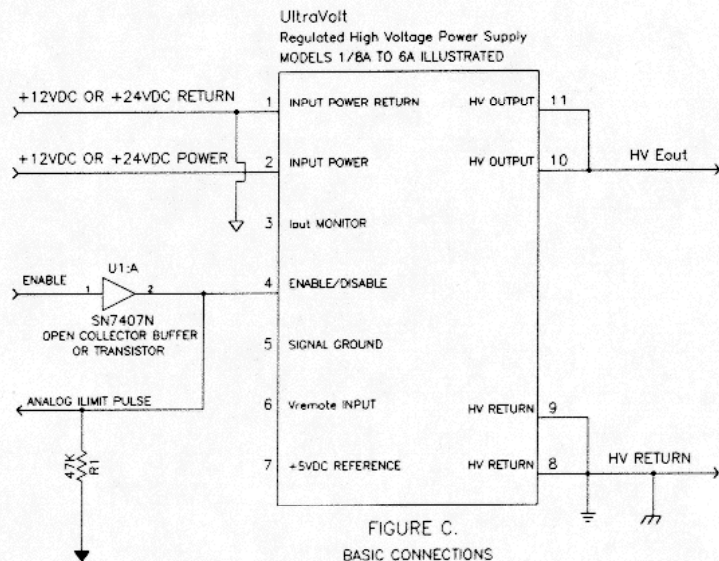 UltraVolt
Regulated High Voltage Power Supply
MODELS 1/8A TO 6A ILLUSTRATED
+12VDC OR +24VDC RETURN
1
INPUT POWER RETURN
HV OUTPUT
11
+12VDC OR +24VDC POWER
2
INPUT POWER
HV OUTPUT
10
HV Eout
3
Iout MONITOR
ENABLE
U1:A
1
2
4
ENABLE/DISABLE
SN7407N
OPEN COLLECTOR BUFFER
OR TRANSISTOR
5
SIGNAL GROUND
ANALOG ILIMIT PULSE
6
Vremote INPUT
HV RETURN
9
47K
R1
7
+5VDC REFERENCE
HV RETURN
8
HV RETURN
FIGURE C.
BASIC CONNECTIONS